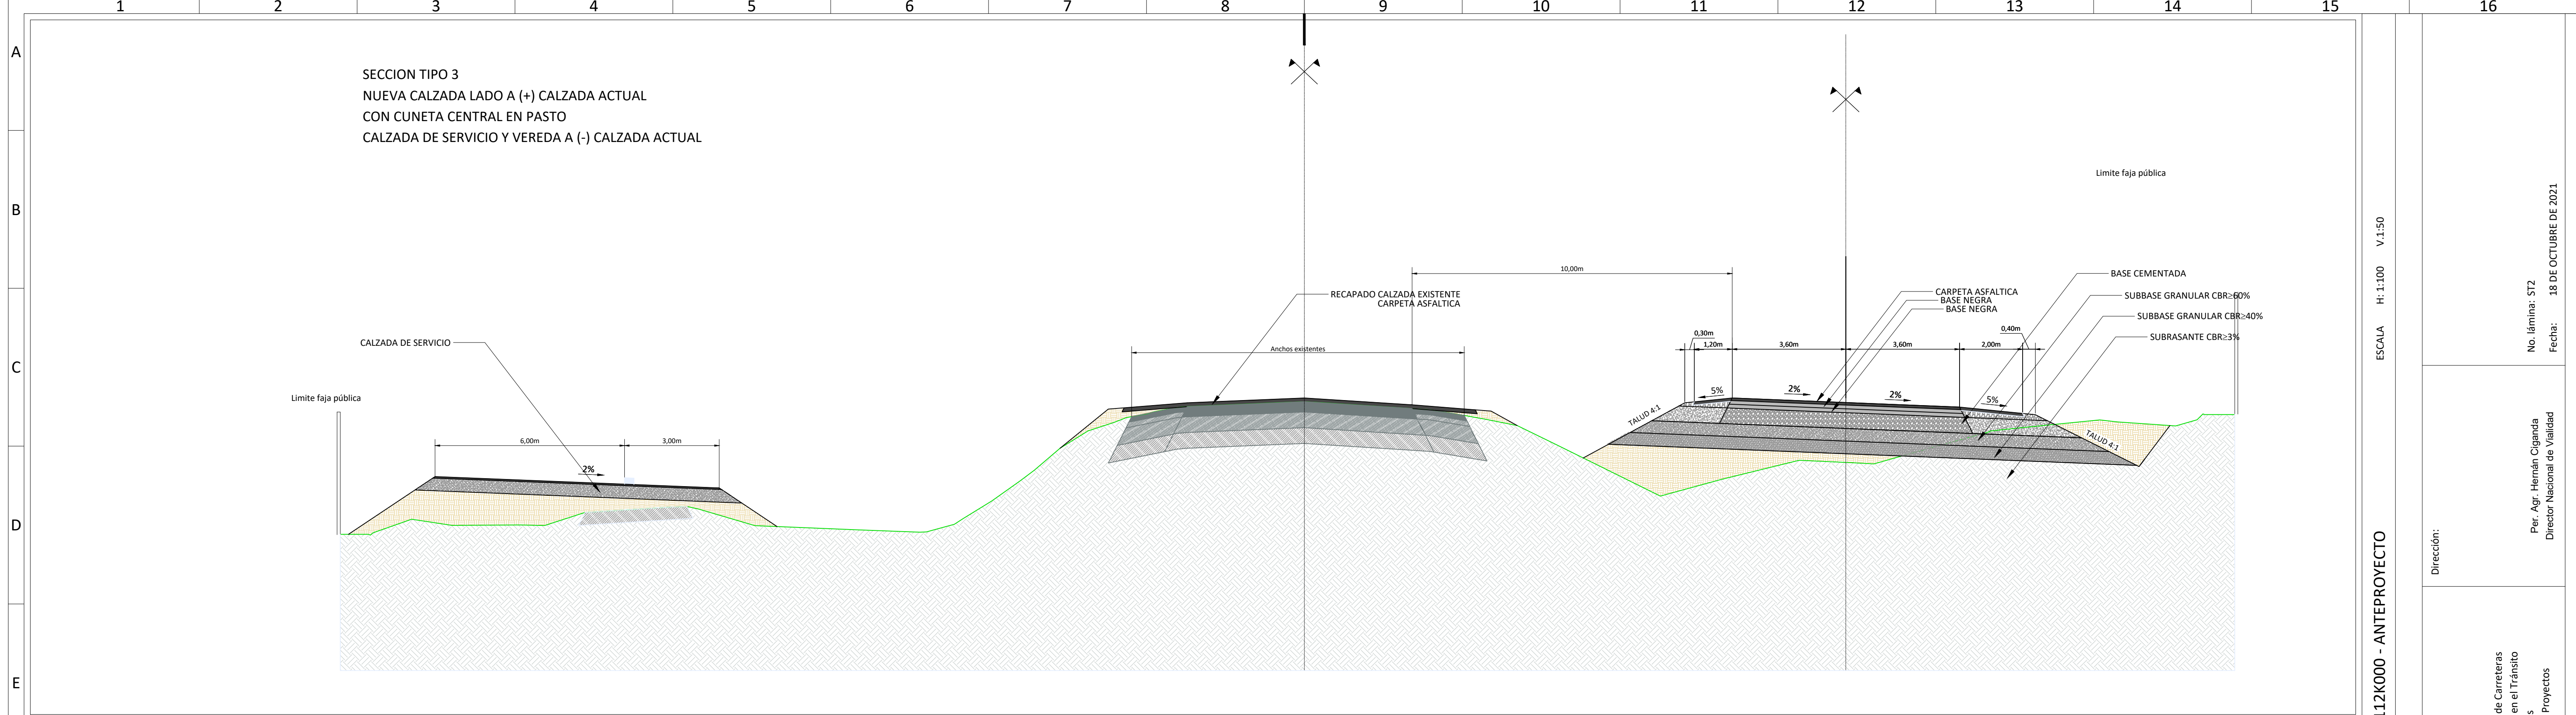 1 2 3 4 5 6 7 8 9 10 11 12 13 14 15 16
A
B
C
D
E
SECCION TIPO 3
NUEVA CALZADA LADO A (+) CALZADA ACTUAL
CON CUNETA CENTRAL EN PASTO
CALZADA DE SERVICIO Y VEREDA A (-) CALZADA ACTUAL
CALZADA DE SERVICIO
Limite faja pública
6,00m
3,00m
2%
RECAPADO CALZADA EXISTENTE
CARPETA ASFALTICA
Anchos existentes
10,00m
0,30m
1,20m
3,60m
3,60m
2,00m
0,40m
5%
2%
2%
5%
TALUD 4:1
TALUD 4:1
CARPETA ASFALTICA
BASE NEGRA
BASE NEGRA
Limite faja pública
BASE CEMENTADA
SUBBASE GRANULAR CBR≥60%
SUBBASE GRANULAR CBR≥40%
SUBRASANTE CBR≥3%
ESCALA H: 1:100 V.1:50
112K000 - ANTEPROYECTO
No. lámina: ST2
Fecha: 18 DE OCTUBRE DE 2021
Dirección:
Per. Agr. Hernán Ciganda
Director Nacional de Vialidad
de Carreteras
en el Tránsito
s
Proyectos